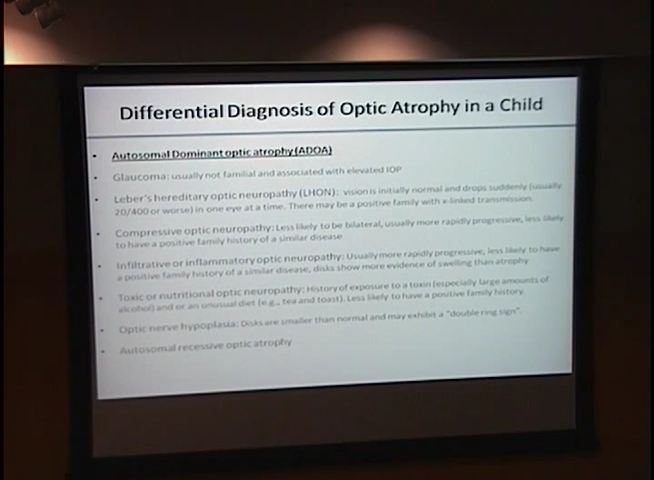 Differential Diagnosis of Optic Atrophy in a Child
• Autosomal Dominant optic atrophy (ADOA)
• Glaucoma: usually not familial and associated with elevated IOP
• Leber's hereditary optic neuropathy (LHON): vision is initially normal and drops suddenly (usually
20/400 or worse) in one eye at a time. There may be a positive family with x-linked transmission.
• Compressive optic neuropathy: Less likely to be bilateral, usually more rapidly progressive, less likely
to have a positive family history of a similar disease
• Infiltrative or inflammatory optic neuropathy: Usually more rapidly progressive, less likely to have
a positive family history of a similar disease, disks show more evidence of swelling than atrophy
• Toxic or nutritional optic neuropathy: History of exposure to a toxin (especially large amounts of
alcohol) and or an unusual diet (e.g., tea and toast). Less likely to have a positive family history.
• Optic nerve hypoplasia: Disks are smaller than normal and may exhibit a "double ring sign".
• Autosomal recessive optic atrophy